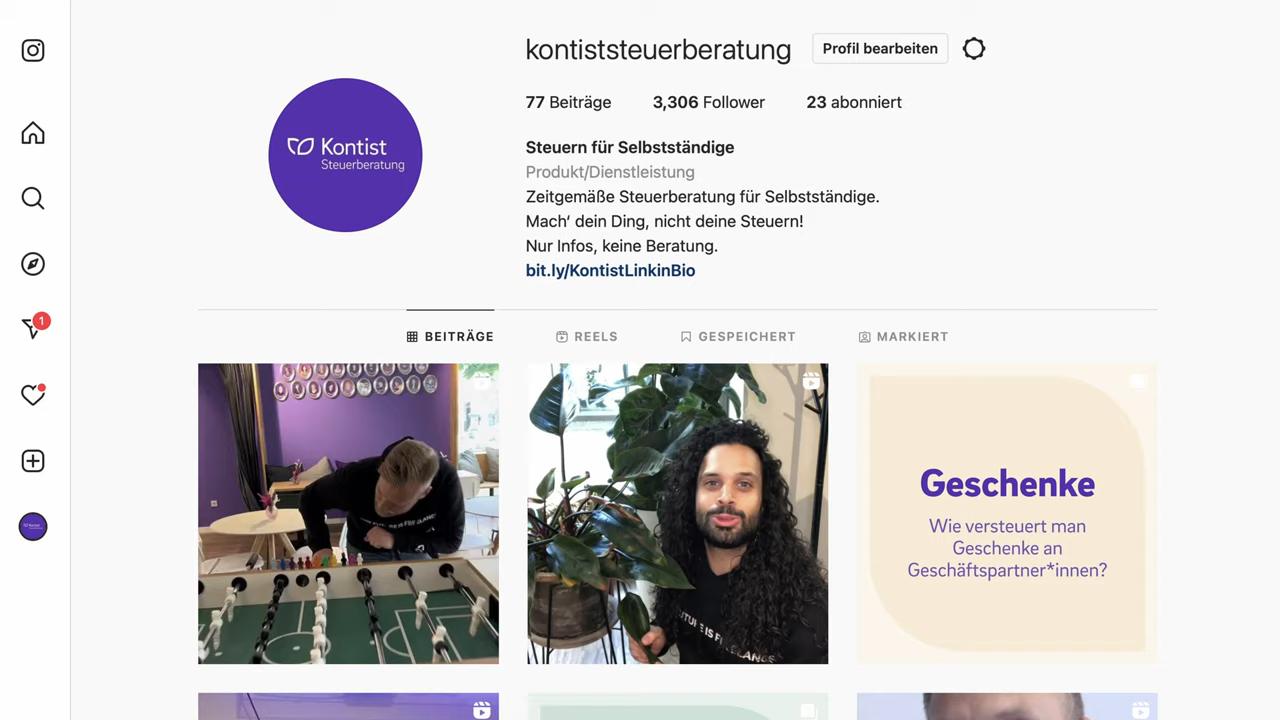 kontiststeuerberatung
Profil bearbeiten
77 Beiträge
3,306 Follower
23 abonniert
Kontist
Steuerberatung
Steuern für Selbstständige
Produkt/Dienstleistung
Zeitgemäße Steuerberatung für Selbstständige.
Mach‘ dein Ding, nicht deine Steuern!
Nur Infos, keine Beratung.
bit.ly/KontistLinkinBio
1
BEITRÄGE
REELS
GESPEICHERT
MARKIERT
Geschenke
Wie versteuert man
Geschenke an
Geschäftspartner*innen?